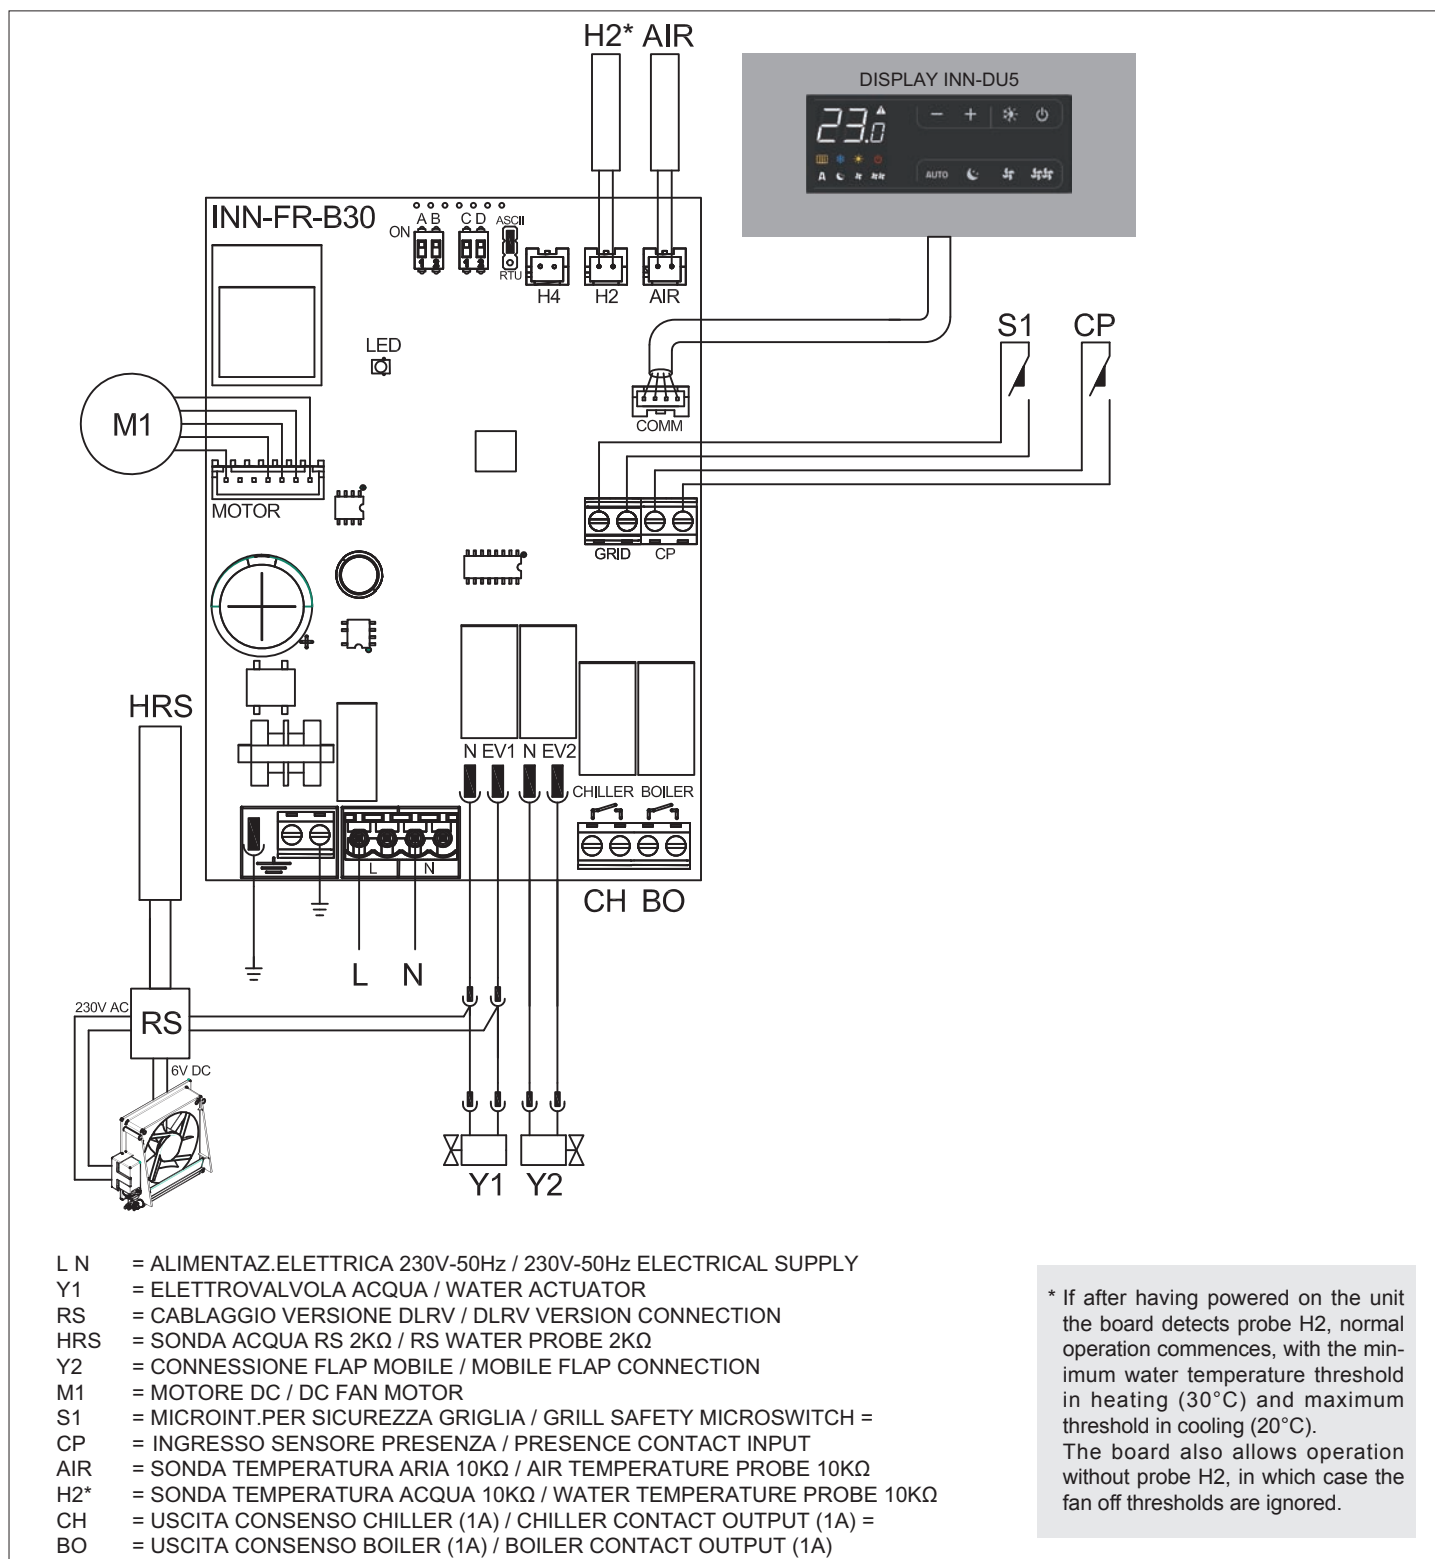 H2* AIR
DISPLAY INN-DU5
23.0
A
AUTO
INN-FR-B30
A B
C D
ASCII
ON
1 2
1 2
RTU
H4
H2
AIR
S1
CP
LED
COMM
M1
MOTOR
GRID
CP
+
HRS
N EV1 N EV2
CHILLER BOILER
L
N
CH BO
L N
230V AC
RS
6V DC
Y1 Y2
L N = ALIMENTAZ.ELETTRICA 230V-50Hz / 230V-50Hz ELECTRICAL SUPPLY
Y1 = ELETTROVALVOLA ACQUA / WATER ACTUATOR
RS = CABLAGGIO VERSIONE DLRV / DLRV VERSION CONNECTION
HRS = SONDA ACQUA RS 2KΩ / RS WATER PROBE 2KΩ
Y2 = CONNESSIONE FLAP MOBILE / MOBILE FLAP CONNECTION
M1 = MOTORE DC / DC FAN MOTOR
S1 = MICROINT.PER SICUREZZA GRIGLIA / GRILL SAFETY MICROSWITCH =
CP = INGRESSO SENSORE PRESENZA / PRESENCE CONTACT INPUT
AIR = SONDA TEMPERATURA ARIA 10KΩ / AIR TEMPERATURE PROBE 10KΩ
H2* = SONDA TEMPERATURA ACQUA 10KΩ / WATER TEMPERATURE PROBE 10KΩ
CH = USCITA CONSENSO CHILLER (1A) / CHILLER CONTACT OUTPUT (1A) =
BO = USCITA CONSENSO BOILER (1A) / BOILER CONTACT OUTPUT (1A)
* If after having powered on the unit
the board detects probe H2, normal
operation commences, with the min-
imum water temperature threshold
in heating (30°C) and maximum
threshold in cooling (20°C).
The board also allows operation
without probe H2, in which case the
fan off thresholds are ignored.